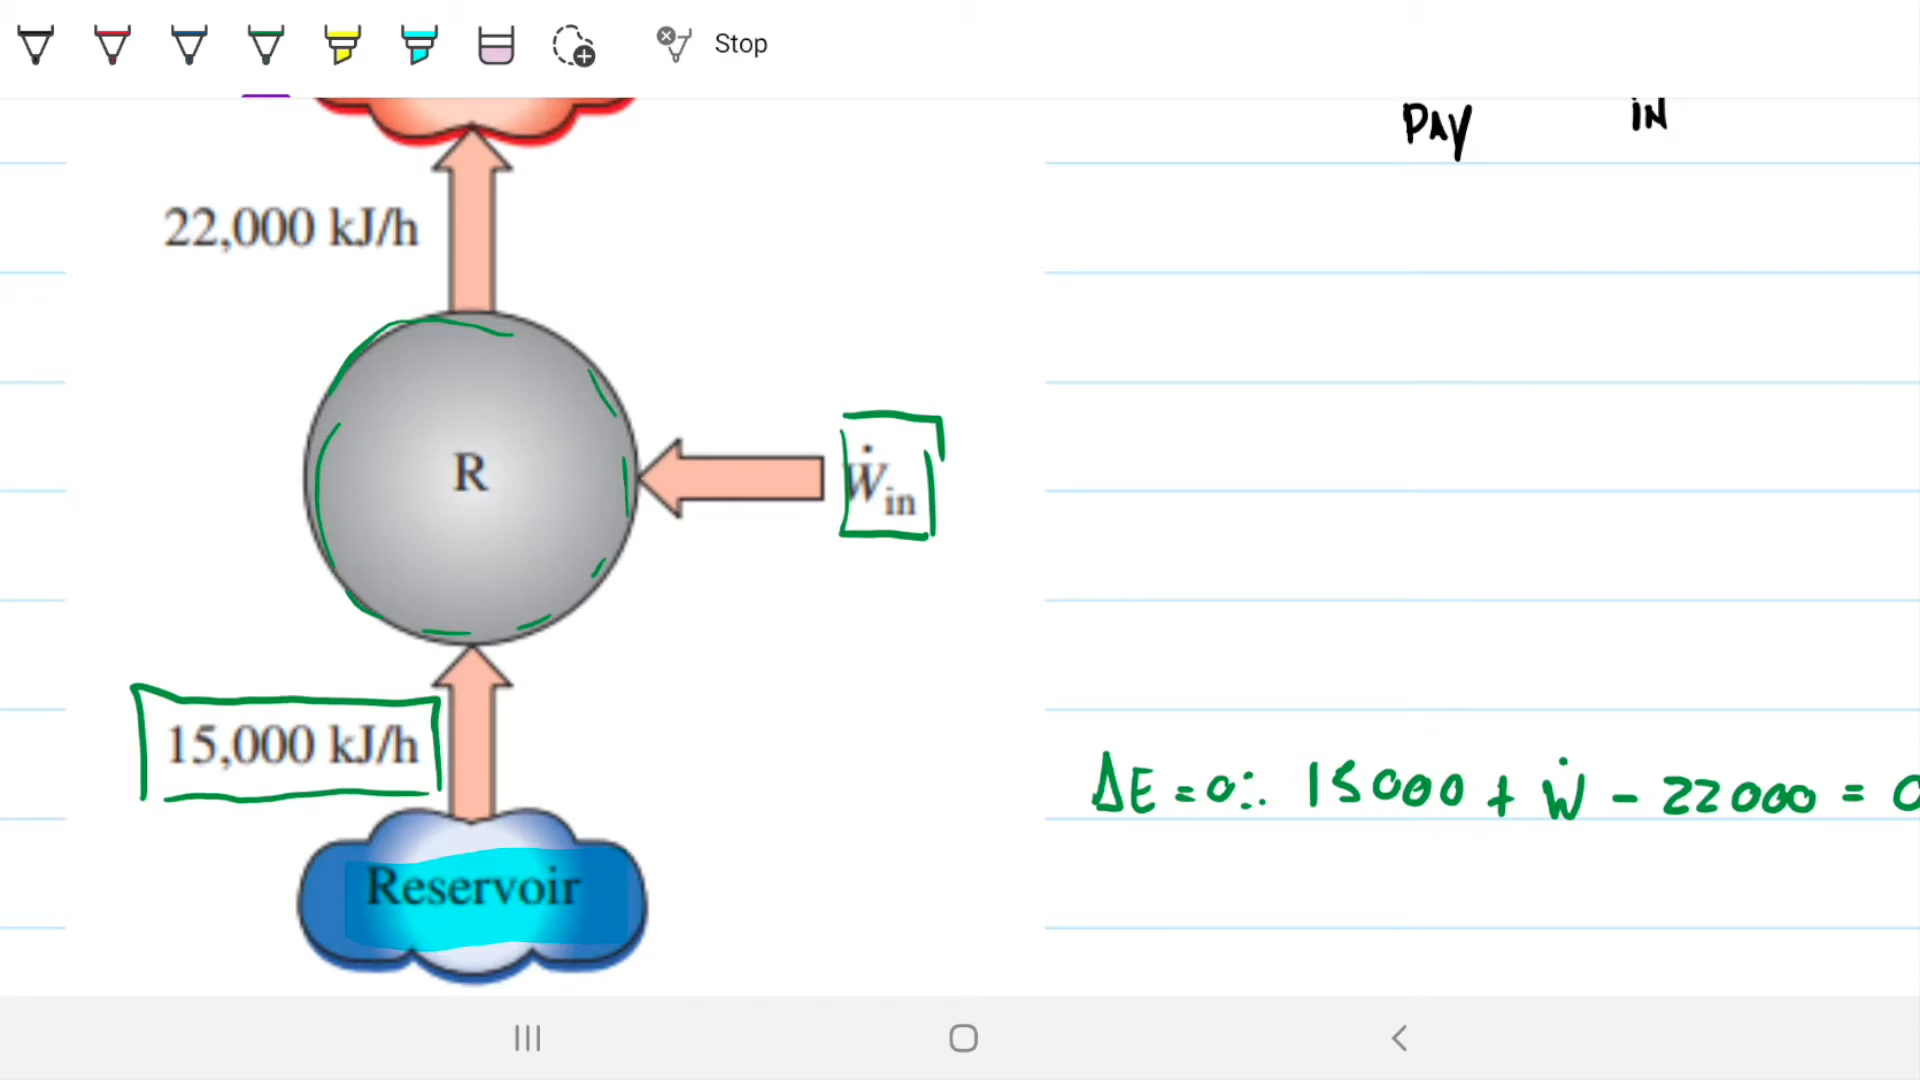 Stop
PAY IN
22,000 kJ/h
R
Ẇin
15,000 kJ/h
ΔE = 0 ∴ 15000 + Ẇ - 22000 = 0
Reservoir